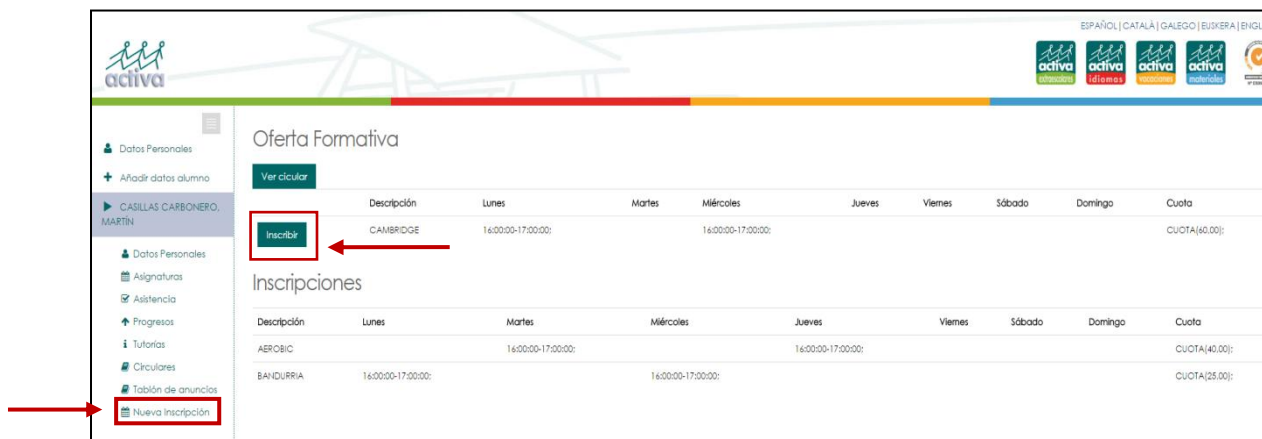 ESPAÑOL | CATALÀ | GALEGO | EUSKERA | ENGL
activa
activa extraescolares
activa idiomas
activa vacaciones
activa materiales
Datos Personales
Añadir datos alumno
CASILLAS CARBONERO,
MARTÍN
Datos Personales
Asignaturas
Asistencia
Progresos
Tutorías
Circulares
Tablón de anuncios
Nueva Inscripción
Oferta Formativa
Ver cicular
Descripción Lunes Martes Miércoles Jueves Viernes Sábado Domingo Cuota
Inscribir CAMBRIDGE 16:00:00-17:00:00; 16:00:00-17:00:00; CUOTA(60,00);
Inscripciones
Descripción Lunes Martes Miércoles Jueves Viernes Sábado Domingo Cuota
AEROBIC 16:00:00-17:00:00; 16:00:00-17:00:00; CUOTA(40,00);
BANDURRIA 16:00:00-17:00:00; 16:00:00-17:00:00; CUOTA(25,00);